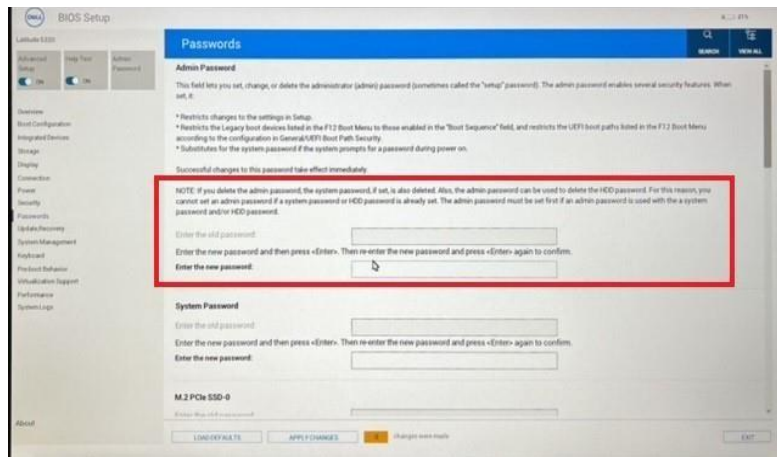 DELL
BIOS Setup
Latitude 5330
Advanced
Setup
ON
Help Text
ON
Admin
Password
Overview
Boot Configuration
Integrated Devices
Storage
Display
Connection
Power
Security
Passwords
Update,Recovery
System Management
Keyboard
Pre-boot Behavior
Virtualization Support
Performance
System Logs
About
Passwords
SEARCH
VIEW ALL
Admin Password
This field lets you set, change, or delete the administrator (admin) password (sometimes called the "setup" password). The admin password enables several security features. When
set, it:
* Restricts changes to the settings in Setup.
* Restricts the Legacy boot devices listed in the F12 Boot Menu to those enabled in the "Boot Sequence" field, and restricts the UEFI boot paths listed in the F12 Boot Menu
according to the configuration in General/UEFI Boot Path Security.
* Substitutes for the system password if the system prompts for a password during power on.
Successful changes to this password take effect immediately
NOTE: If you delete the admin password, the system password, if set, is also deleted. Also, the admin password can be used to delete the HDD password. For this reason, you
cannot set an admin password if a system password or HDD password is already set. The admin password must be set first if an admin password is used with the a system
password and/or HDD password.
Enter the old password:
Enter the new password and then press <Enter>. Then re-enter the new password and press <Enter> again to confirm.
Enter the new password:
System Password
Enter the old password:
Enter the new password and then press <Enter>. Then re-enter the new password and press <Enter> again to confirm.
Enter the new password:
M.2 PCIe SSD-0
Enter the old password:
LOAD DEFAULTS
APPLY CHANGES
changes were made
EXIT